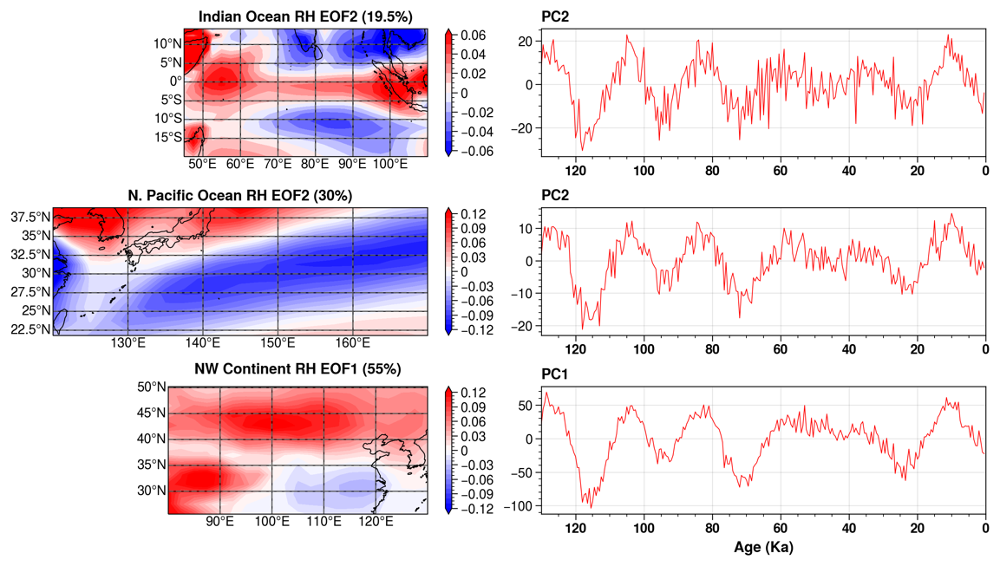 Indian Ocean RH EOF2 (19.5%)
10°N
5°N
0°
5°S
10°S
15°S
50°E 60°E 70°E 80°E 90°E 100°E
0.06
0.04
0.02
0
−0.02
−0.04
−0.06
PC2
20
0
−20
120 100 80 60 40 20 0
N. Pacific Ocean RH EOF2 (30%)
37.5°N
35°N
32.5°N
30°N
27.5°N
25°N
22.5°N
130°E 140°E 150°E 160°E
0.12
0.09
0.06
0.03
0
−0.03
−0.06
−0.09
−0.12
PC2
10
0
−10
−20
120 100 80 60 40 20 0
NW Continent RH EOF1 (55%)
50°N
45°N
40°N
35°N
30°N
90°E 100°E 110°E 120°E
0.12
0.09
0.06
0.03
0
−0.03
−0.06
−0.09
−0.12
PC1
50
0
−50
−100
120 100 80 60 40 20 0
Age (Ka)